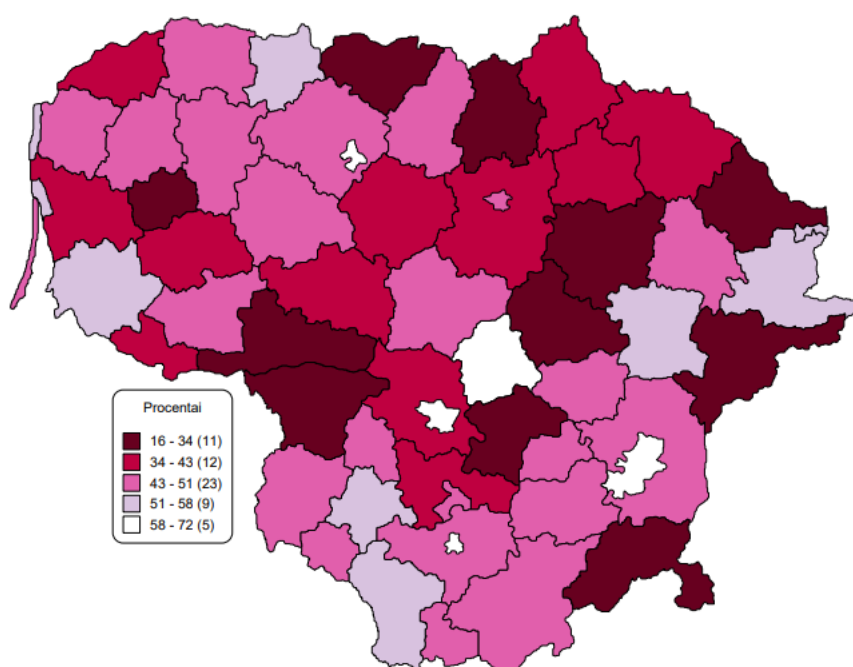 Procentai
16 - 34 (11)
34 - 43 (12)
43 - 51 (23)
51 - 58 (9)
58 - 72 (5)